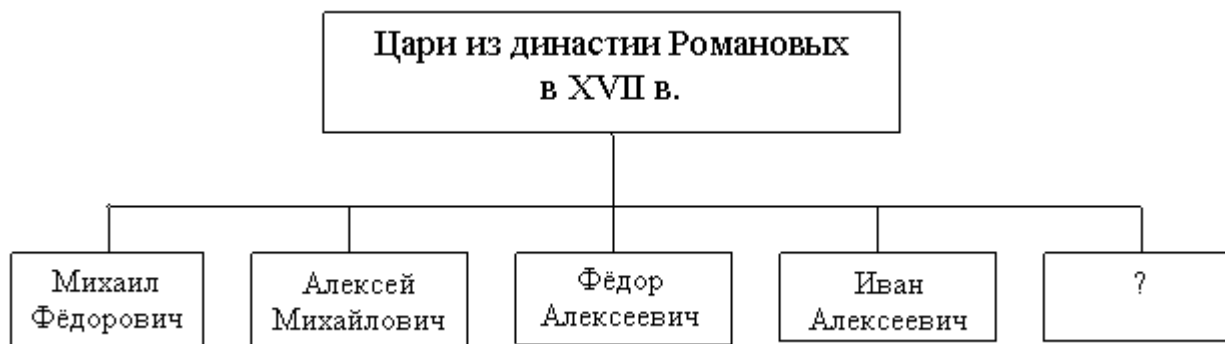 Цари из династии Романовых
в XVII в.
Михаил
Фёдорович
Алексей
Михайлович
Фёдор
Алексеевич
Иван
Алексеевич
?